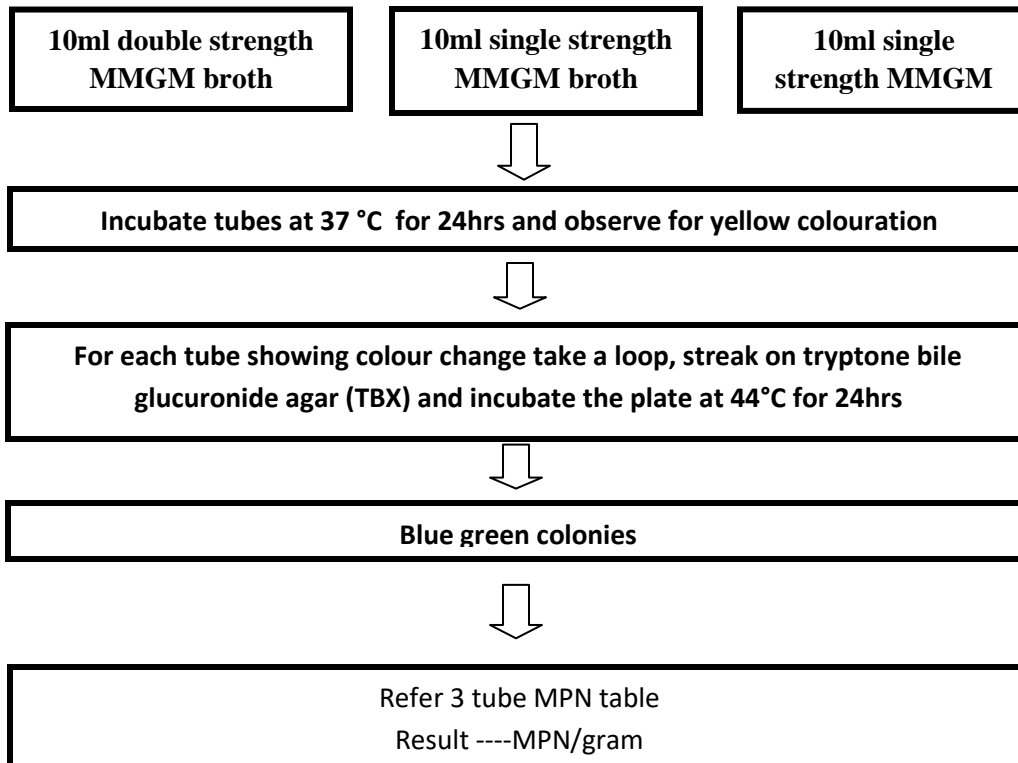 10ml double strength
MMGM broth
10ml single strength
MMGM broth
10ml single
strength MMGM
Incubate tubes at 37 °C for 24hrs and observe for yellow colouration
For each tube showing colour change take a loop, streak on tryptone bile
glucuronide agar (TBX) and incubate the plate at 44°C for 24hrs
Blue green colonies
Refer 3 tube MPN table
Result ----MPN/gram